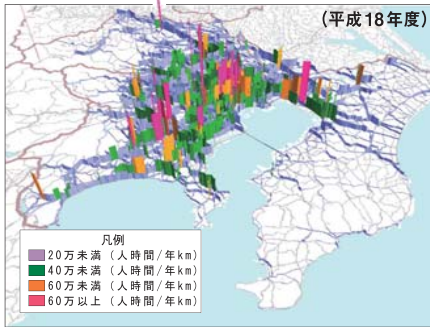 (平成18年度)
凡例
20万未満 (人時間/年km)
40万未満 (人時間/年km)
60万未満 (人時間/年km)
60万以上 (人時間/年km)